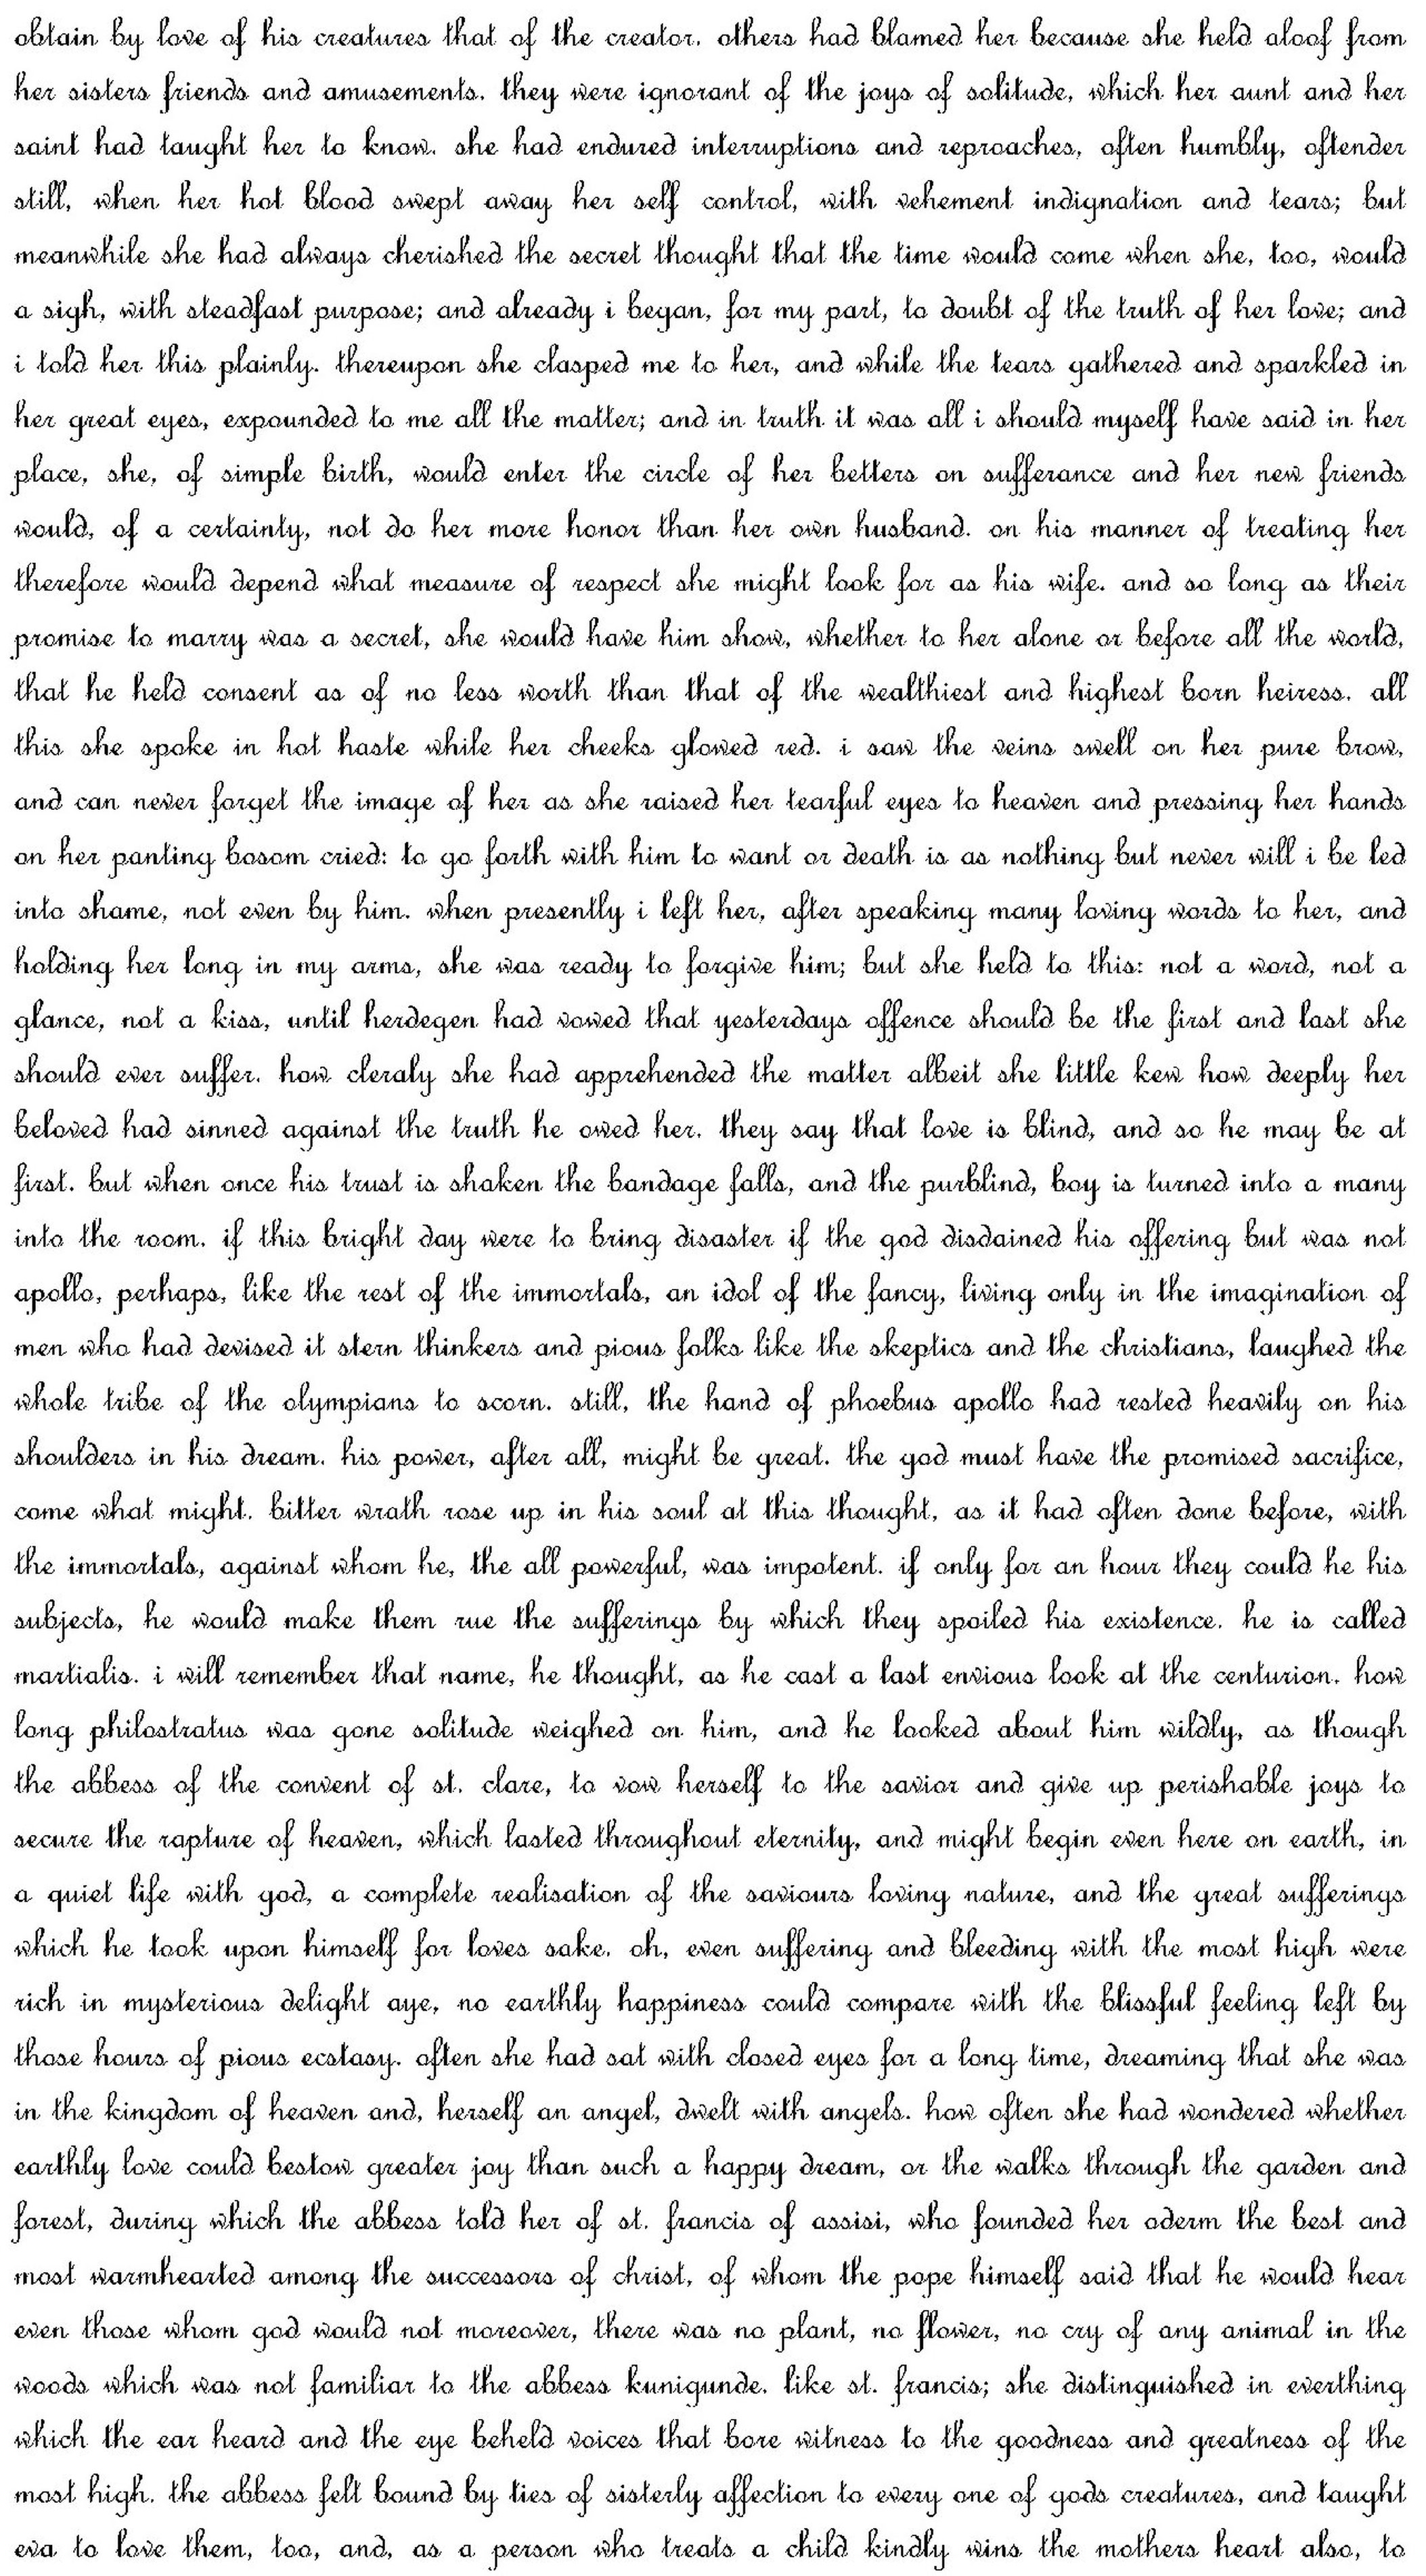 obtain by love of his creatures that of the creator. others had blamed her because she held aloof from
her sisters friends and amusements. they were ignorant of the joys of solitude, which her aunt and her
saint had taught her to know. she had endured interruptions and reproaches, often humbly, oftender
still, when her hot blood swept away her self control, with vehement indignation and tears; but
meanwhile she had always cherished the secret thought that the time would come when she, too, would
a sigh, with steadfast purpose; and already i began, for my part, to doubt of the truth of her love; and
i told her this plainly. thereupon she clasped me to her, and while the tears gathered and sparkled in
her great eyes, expounded to me all the matter; and in truth it was all i should myself have said in her
place, she, of simple birth, would enter the circle of her betters on sufferance and her new friends
would, of a certainty, not do her more honor than her own husband. on his manner of treating her
therefore would depend what measure of respect she might look for as his wife. and so long as their
promise to marry was a secret, she would have him show, whether to her alone or before all the world,
that he held consent as of no less worth than that of the wealthiest and highest born heiress. all
this she spoke in hot haste while her cheeks glowed red. i saw the veins swell on her pure brow,
and can never forget the image of her as she raised her tearful eyes to heaven and pressing her hands
on her panting bosom cried: to go forth with him to want or death is as nothing but never will i be led
into shame, not even by him. when presently i left her, after speaking many loving words to her, and
holding her long in my arms, she was ready to forgive him; but she held to this: not a word, not a
glance, not a kiss, until herdegen had vowed that yesterdays offence should be the first and last she
should ever suffer. how cleraly she had apprehended the matter albeit she little kew how deeply her
beloved had sinned against the truth he owed her. they say that love is blind, and so he may be at
first. but when once his trust is shaken the bandage falls, and the purblind, boy is turned into a many
into the room. if this bright day were to bring disaster if the god disdained his offering but was not
apollo, perhaps, like the rest of the immortals, an idol of the fancy, living only in the imagination of
men who had devised it stern thinkers and pious folks like the skeptics and the christians, laughed the
whole tribe of the olympians to scorn. still, the hand of phoebus apollo had rested heavily on his
shoulders in his dream. his power, after all, might be great. the god must have the promised sacrifice,
come what might. bitter wrath rose up in his soul at this thought, as it had often done before, with
the immortals, against whom he, the all powerful, was impotent. if only for an hour they could he his
subjects, he would make them rue the sufferings by which they spoiled his existence. he is called
martialis. i will remember that name, he thought, as he cast a last envious look at the centurion. how
long philostratus was gone solitude weighed on him, and he looked about him wildly, as though
the abbess of the convent of st. clare, to vow herself to the savior and give up perishable joys to
secure the rapture of heaven, which lasted throughout eternity, and might begin even here on earth, in
a quiet life with god, a complete realisation of the saviours loving nature, and the great sufferings
which he took upon himself for loves sake. oh, even suffering and bleeding with the most high were
rich in mysterious delight aye, no earthly happiness could compare with the blissful feeling left by
those hours of pious ecstasy. often she had sat with closed eyes for a long time, dreaming that she was
in the kingdom of heaven and, herself an angel, dwelt with angels. how often she had wondered whether
earthly love could bestow greater joy than such a happy dream, or the walks through the garden and
forest, during which the abbess told her of st. francis of assisi, who founded her oderm the best and
most warmhearted among the successors of christ, of whom the pope himself said that he would hear
even those whom god would not moreover, there was no plant, no flower, no cry of any animal in the
woods which was not familiar to the abbess kunigunde. like st. francis; she distinguished in everthing
which the ear heard and the eye beheld voices that bore witness to the goodness and greatness of the
most high. the abbess felt bound by ties of sisterly affection to every one of gods creatures, and taught
eva to love them, too, and, as a person who treats a child kindly wins the mothers heart also, to